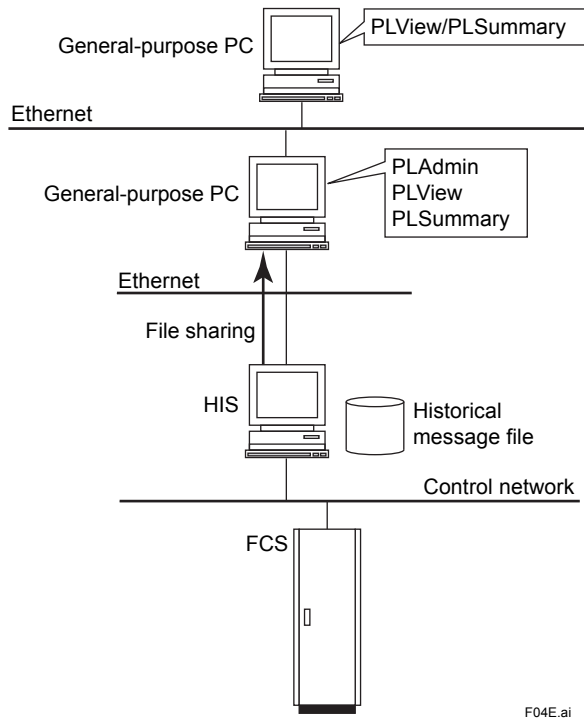 General-purpose PC
PLView/PLSummary
Ethernet
General-purpose PC
PLAdmin
PLView
PLSummary
Ethernet
File sharing
HIS
Historical
message file
Control network
FCS
F04E.ai